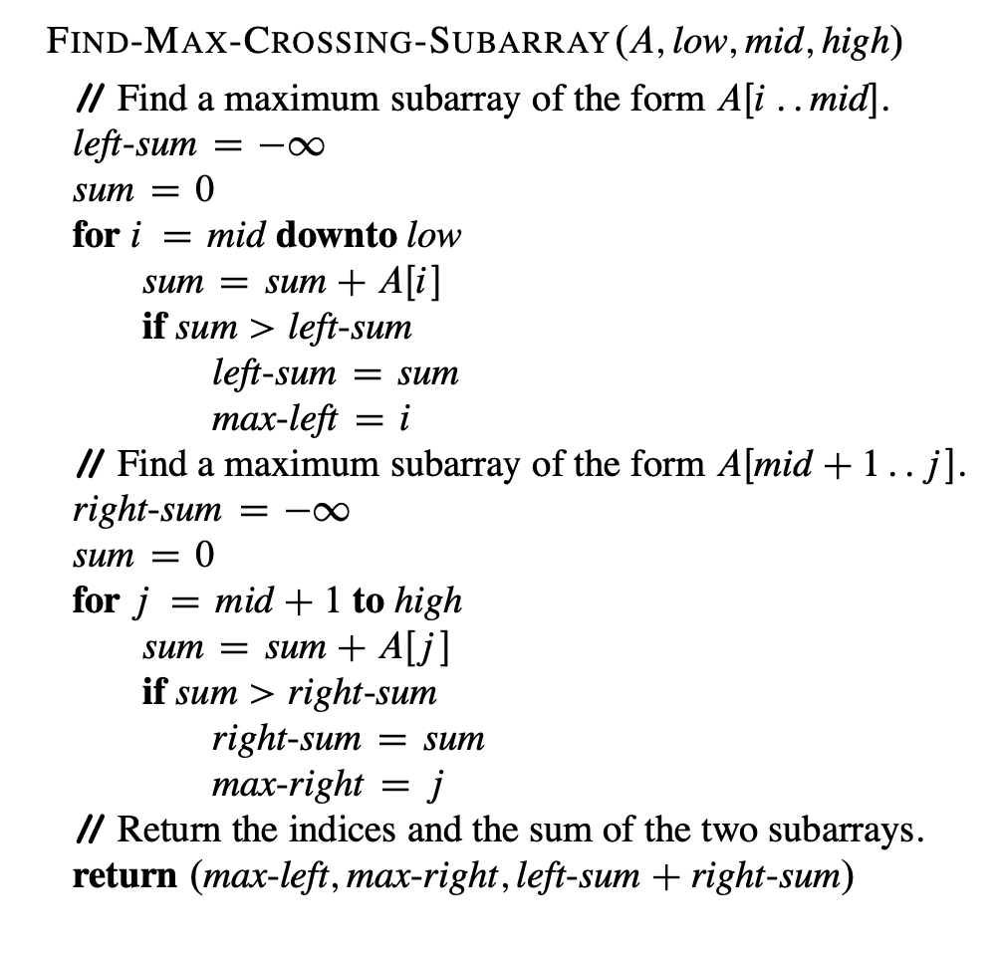 FIND-MAX-CROSSING-SUBARRAY(A, low, mid, high)
// Find a maximum subarray of the form A[i . . mid].
left-sum = −∞
sum = 0
for i = mid downto low
sum = sum + A[i]
if sum > left-sum
left-sum = sum
max-left = i
// Find a maximum subarray of the form A[mid + 1 . . j].
right-sum = −∞
sum = 0
for j = mid + 1 to high
sum = sum + A[j]
if sum > right-sum
right-sum = sum
max-right = j
// Return the indices and the sum of the two subarrays.
return (max-left, max-right, left-sum + right-sum)